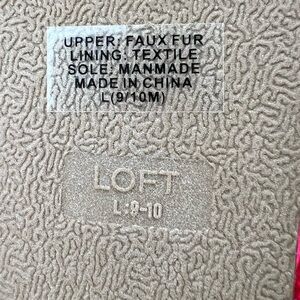 UPPER: FAUX FUR
LINING: TEXTILE
SOLE: MANMADE
MADE IN CHINA
L(9/10M)
LOFT
L:9-10